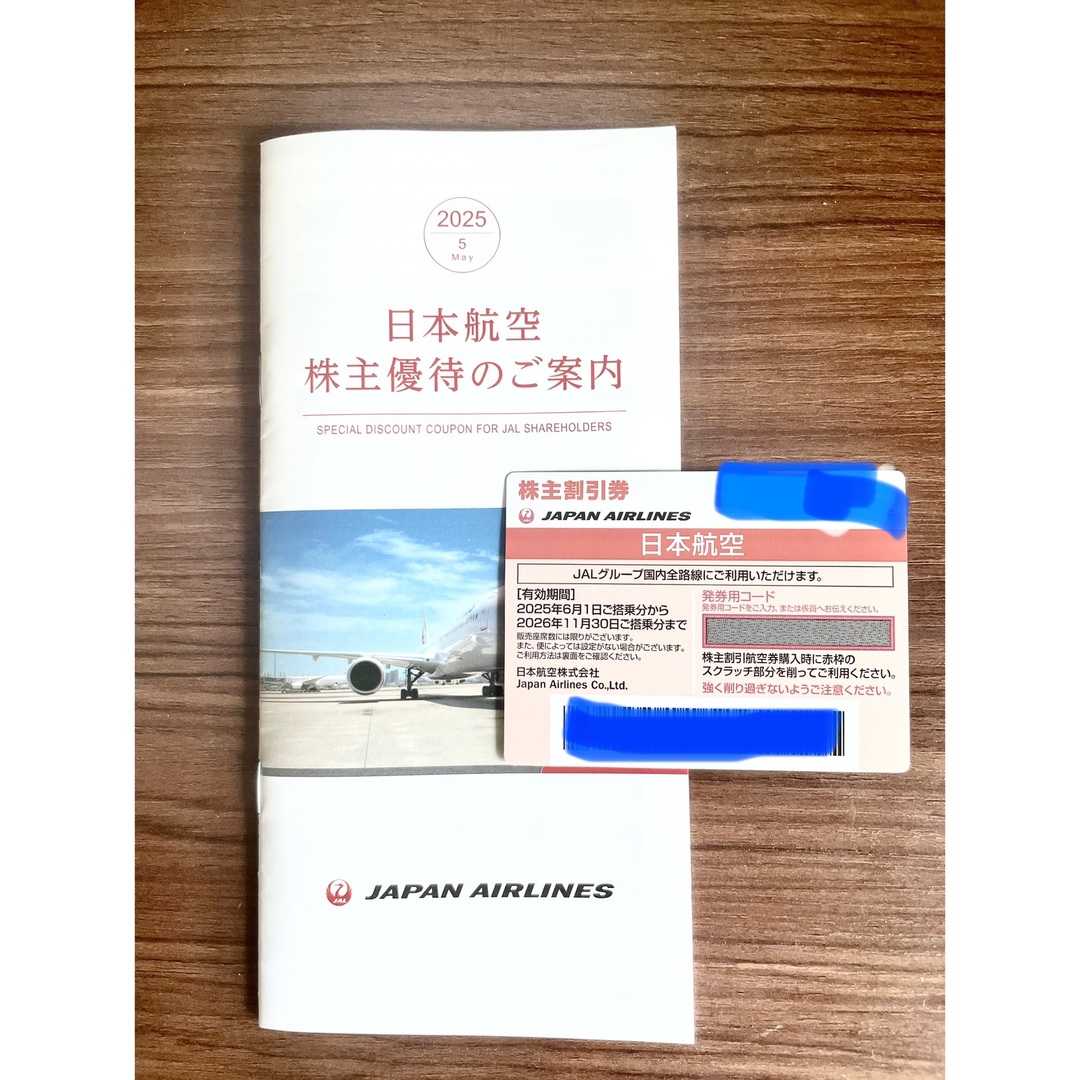 2025
5
May
日本航空
株主優待のご案内
SPECIAL DISCOUNT COUPON FOR JAL SHAREHOLDERS
株主割引券
JAPAN AIRLINES
日本航空
JALグループ国内全路線にご利用いただけます。
[有効期間]
2025年6月1日ご搭乗分から
2026年11月30日ご搭乗分まで
販売座席数には限りがございます。
また、便によっては設定がない場合がございます。
ご利用方法は裏面をご確認ください。
日本航空株式会社
Japan Airlines Co.,Ltd.
発券用コード
発券用コードをご入力、または係員へお伝えください。
株主割引航空券購入時に赤枠の
スクラッチ部分を削ってご利用ください。
強く削り過ぎないようご注意ください。
JAL
JAPAN AIRLINES